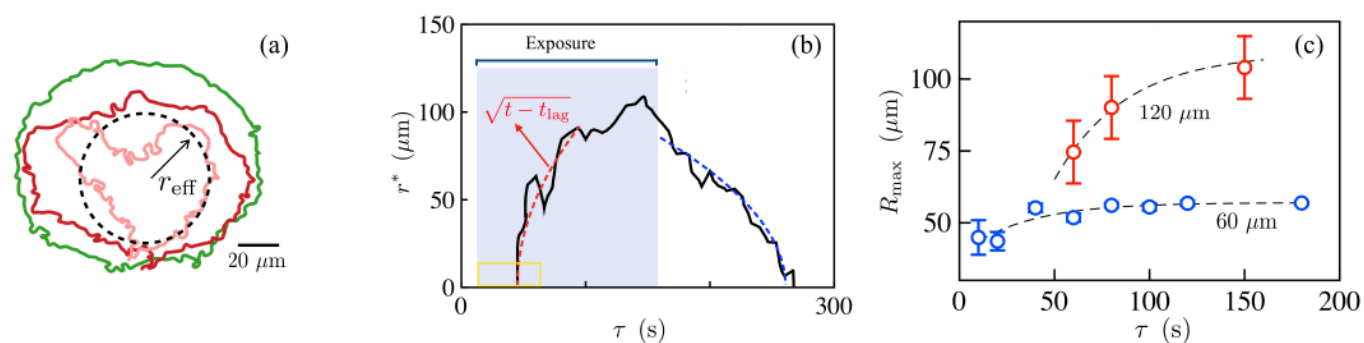 (a)
r_eff
20 μm
150
100
50
0
r* (μm)
Exposure
(b)
√(t − t_lag)
0
300
τ (s)
(c)
100
75
50
R_max (μm)
120 μm
60 μm
0
50
100
150
200
τ (s)